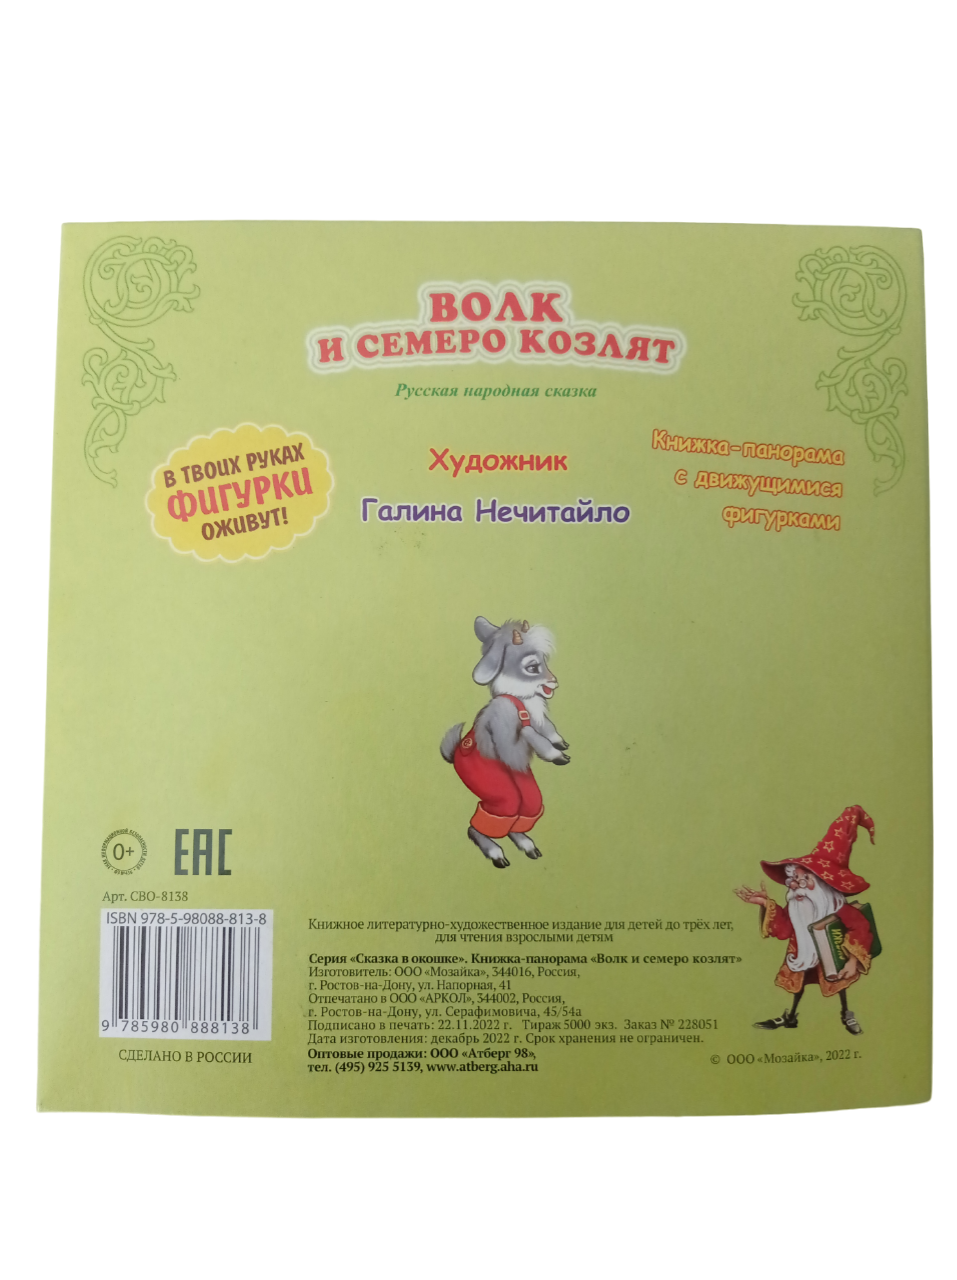 ВОЛК
И СЕМЕРО КОЗЛЯТ
Русская народная сказка
В ТВОИХ РУКАХ
ФИГУРКИ
ОЖИВУТ!
Художник
Галина Нечитайло
Книжка-панорама
с движущимися
фигурками
0+
ЕАС
Арт. СВО-8138
ISBN 978-5-98088-813-8
9 785980 888138
СДЕЛАНО В РОССИИ
Книжное литературно-художественное издание для детей до трёх лет,
для чтения взрослыми детям
Серия «Сказка в окошке». Книжка-панорама «Волк и семеро козлят»
Изготовитель: ООО «Мозайка», 344016, Россия,
г. Ростов-на-Дону, ул. Напорная, 41
Отпечатано в ООО «АРКОЛ», 344002, Россия,
г. Ростов-на-Дону, ул. Серафимовича, 45/54а
Подписано в печать: 22.11.2022 г. Тираж 5000 экз. Заказ № 228051
Дата изготовления: декабрь 2022 г. Срок хранения не ограничен.
Оптовые продажи: ООО «Атберг 98»,
тел. (495) 925 5139, www.atberg.aha.ru
© ООО «Мозайка», 2022 г.